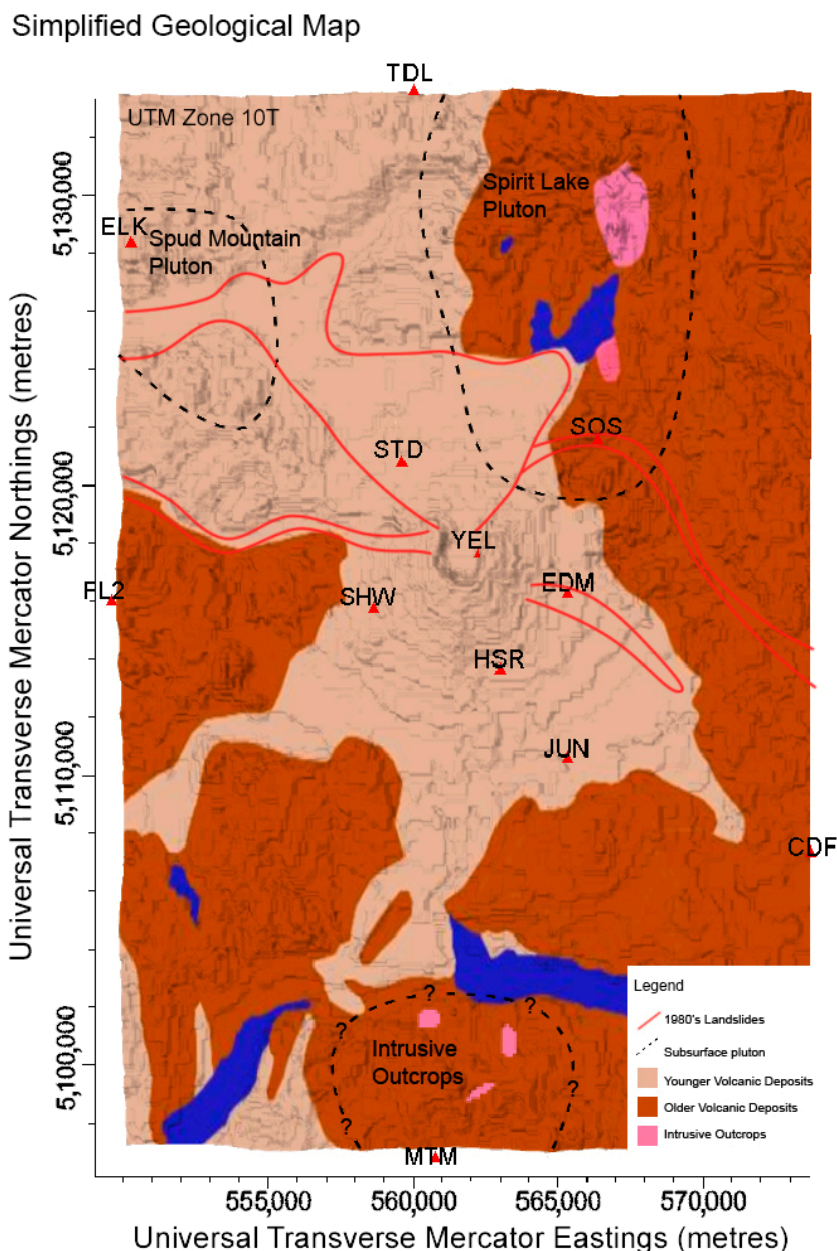 Simplified Geological Map
TDL
UTM Zone 10T
Spirit Lake
Pluton
ELK
Spud Mountain
Pluton
SOS
STD
YEL
FL2
SHW
EDM
HSR
JUN
CDF
Universal Transverse Mercator Northings (metres)
5,130,000
5,120,000
5,110,000
5,100,000
?
?
?
?
?
Intrusive
Outcrops
MTM
Legend
1980's Landslides
Subsurface pluton
Younger Volcanic Deposits
Older Volcanic Deposits
Intrusive Outcrops
555,000
560,000
565,000
570,000
Universal Transverse Mercator Eastings (metres)